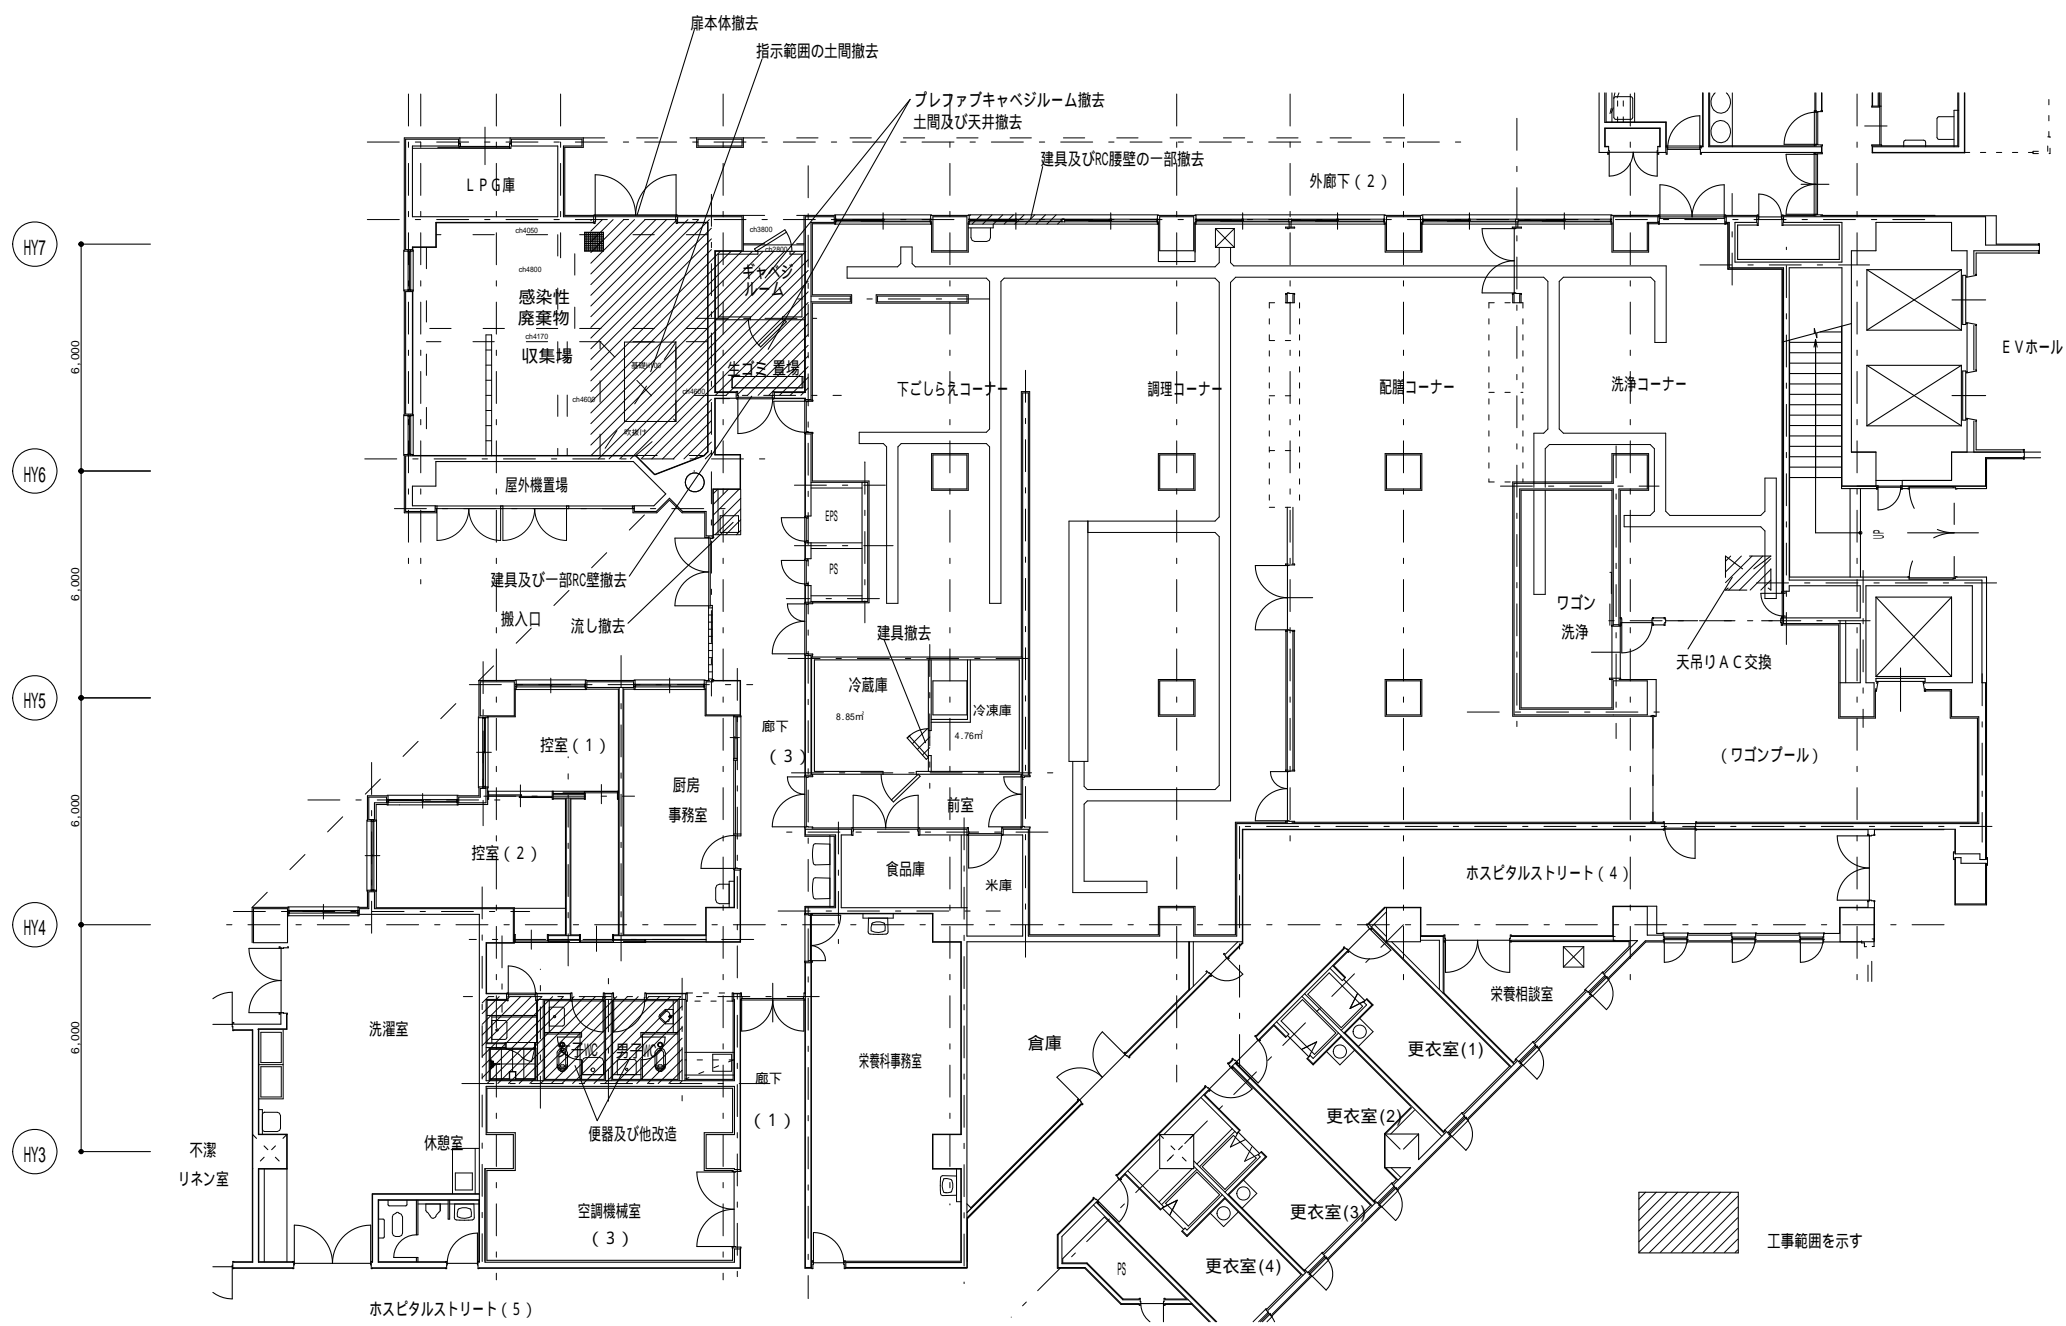 扉本体撤去
指示範囲の土間撤去
プレファブキャベジルーム撤去
土間及び天井撤去
建具及びRC腰壁の一部撤去
外廊下(2)
LPG庫
HY7
ch4050
ch3800
ch2800
ch4800
ギャベジ
ルーム
感染性
廃棄物
収集場
ch4170
6,000
EVホール
生ゴミ置場
ch4600
ch4600
吹抜け
下ごしらえコーナー
調理コーナー
配膳コーナー
洗浄コーナー
HY6
屋外機置場
EPS
PS
UP
建具及び一部RC壁撤去
搬入口
流し撤去
6,000
建具撤去
ワゴン
洗浄
天吊りAC交換
HY5
冷蔵庫
8.85㎡
冷凍庫
4.76㎡
廊下
(3)
控室(1)
厨房
事務室
(ワゴンプール)
前室
6,000
控室(2)
食品庫
米庫
ホスピタルストリート(4)
HY4
栄養相談室
洗濯室
女子WC
男子WC
栄養科事務室
倉庫
更衣室(1)
6,000
廊下
(1)
更衣室(2)
便器及び他改造
休憩室
HY3
不潔
リネン室
空調機械室
(3)
更衣室(3)
更衣室(4)
PS
工事範囲を示す
ホスピタルストリート(5)